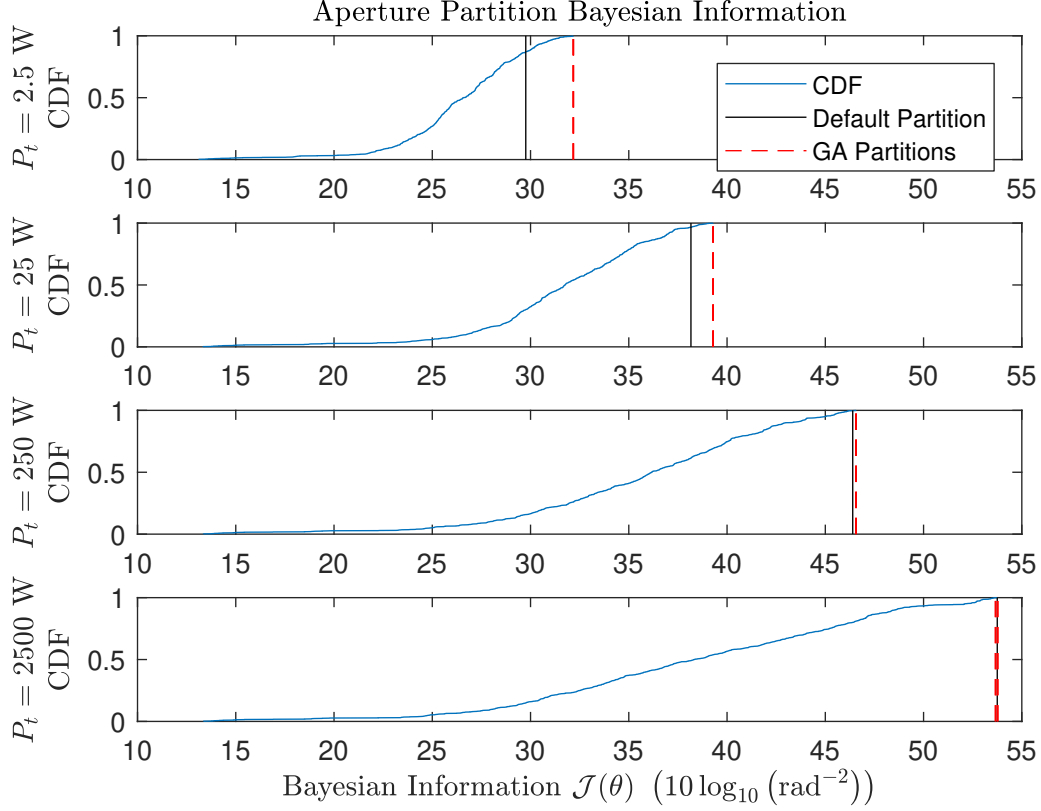 Aperture Partition Bayesian Information
P_t = 2.5 W
CDF
1
0.5
0
10 15 20 25 30 35 40 45 50 55
CDF
Default Partition
GA Partitions
P_t = 25 W
CDF
1
0.5
0
10 15 20 25 30 35 40 45 50 55
P_t = 250 W
CDF
1
0.5
0
10 15 20 25 30 35 40 45 50 55
P_t = 2500 W
CDF
1
0.5
0
10 15 20 25 30 35 40 45 50 55
Bayesian Information 𝒥(θ) (10 log₁₀ (rad⁻²))